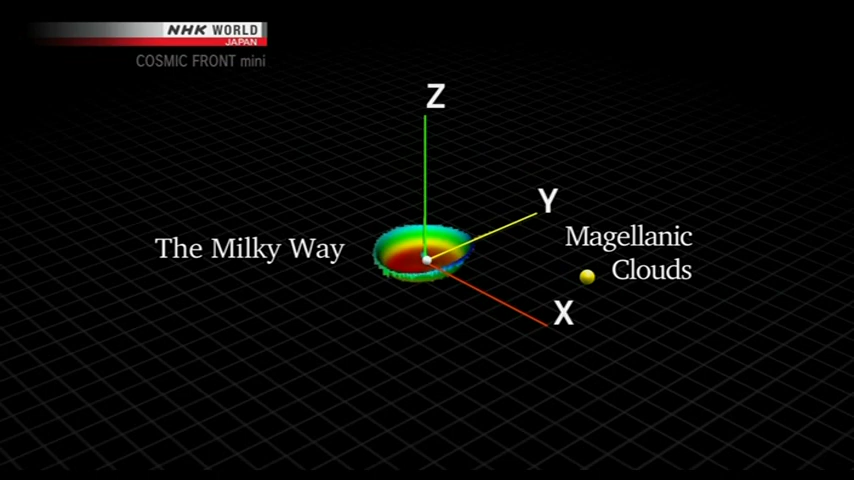 NHK WORLD
JAPAN
COSMIC FRONT mini
Z
Y
The Milky Way
Magellanic
Clouds
X